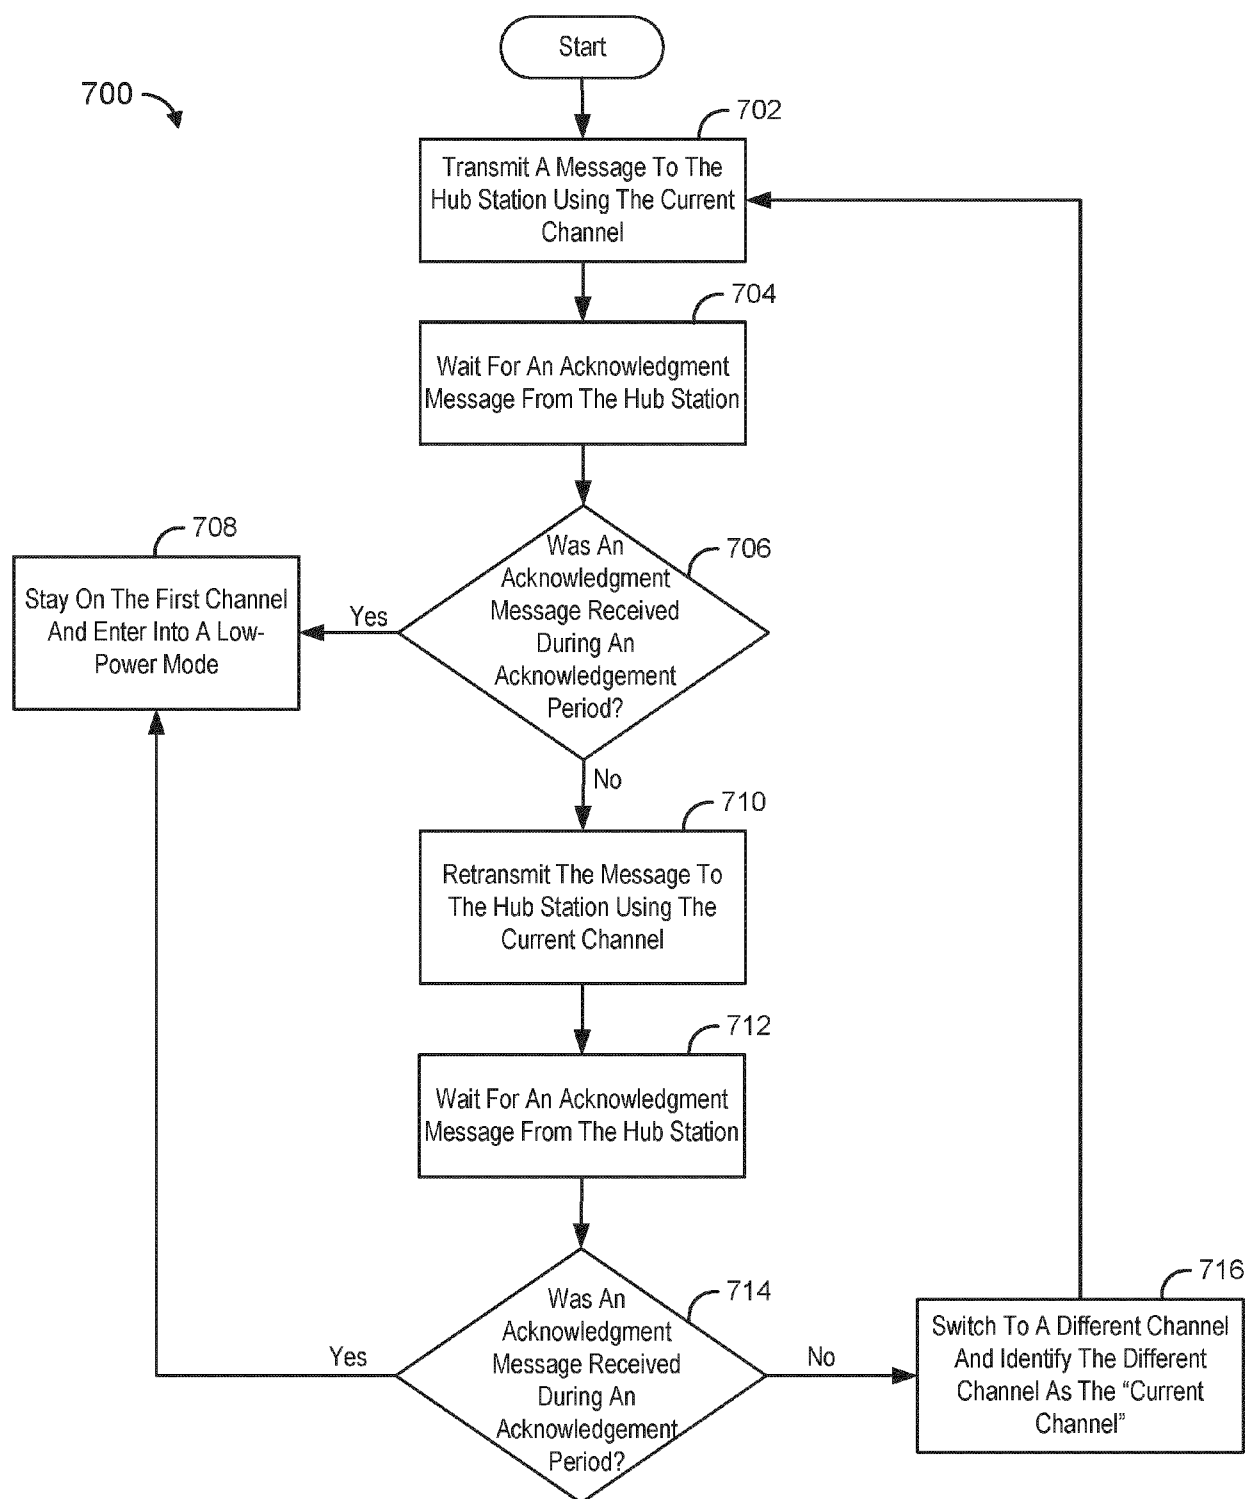 Start
700
702
Transmit A Message To The
Hub Station Using The Current
Channel
704
Wait For An Acknowledgment
Message From The Hub Station
706
Was An
Acknowledgment
Message Received
During An
Acknowledgement
Period?
Yes
708
Stay On The First Channel
And Enter Into A Low-
Power Mode
No
710
Retransmit The Message To
The Hub Station Using The
Current Channel
712
Wait For An Acknowledgment
Message From The Hub Station
714
Was An
Acknowledgment
Message Received
During An
Acknowledgement
Period?
Yes
No
716
Switch To A Different Channel
And Identify The Different
Channel As The “Current
Channel”